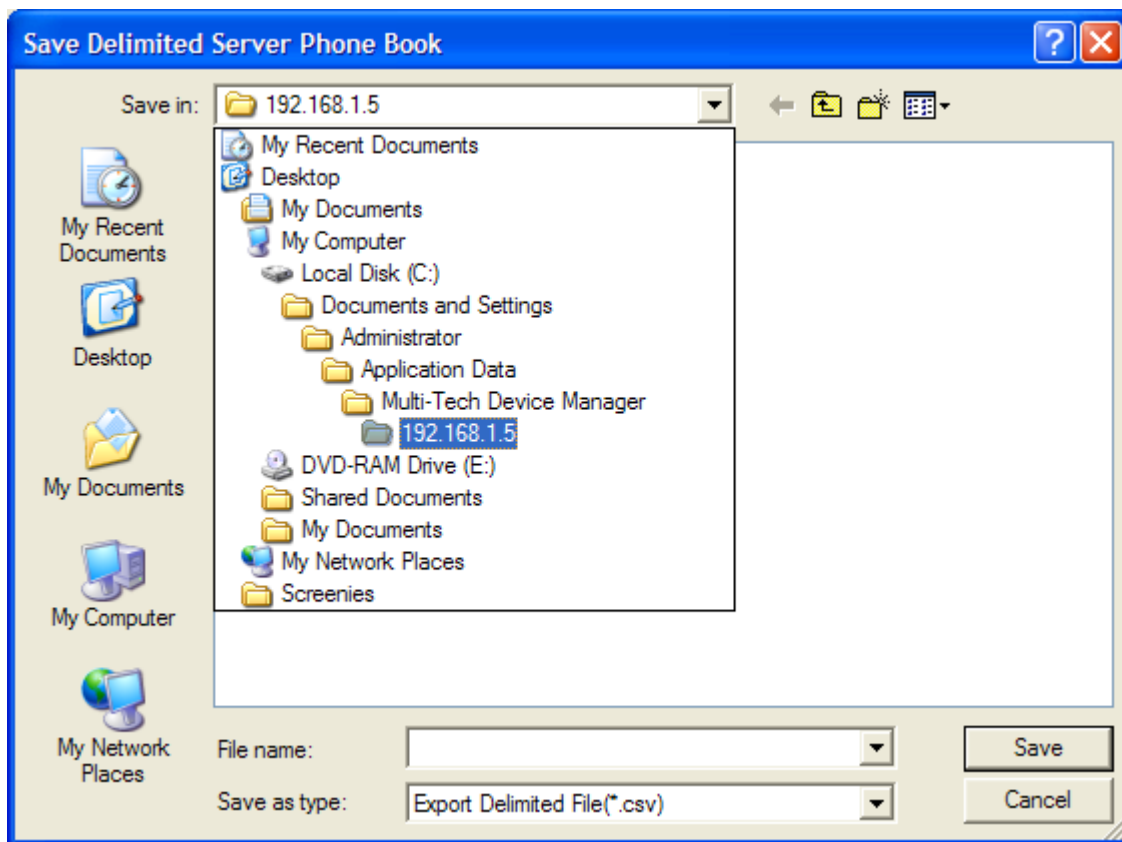 Save Delimited Server Phone Book
Save in:
192.168.1.5
My Recent Documents
Desktop
My Documents
My Computer
Local Disk (C:)
Documents and Settings
Administrator
Application Data
Multi-Tech Device Manager
192.168.1.5
DVD-RAM Drive (E:)
Shared Documents
My Documents
My Network Places
Screenies
My Recent
Documents
Desktop
My Documents
My Computer
My Network
Places
File name:
Save
Save as type:
Export Delimited File(*.csv)
Cancel